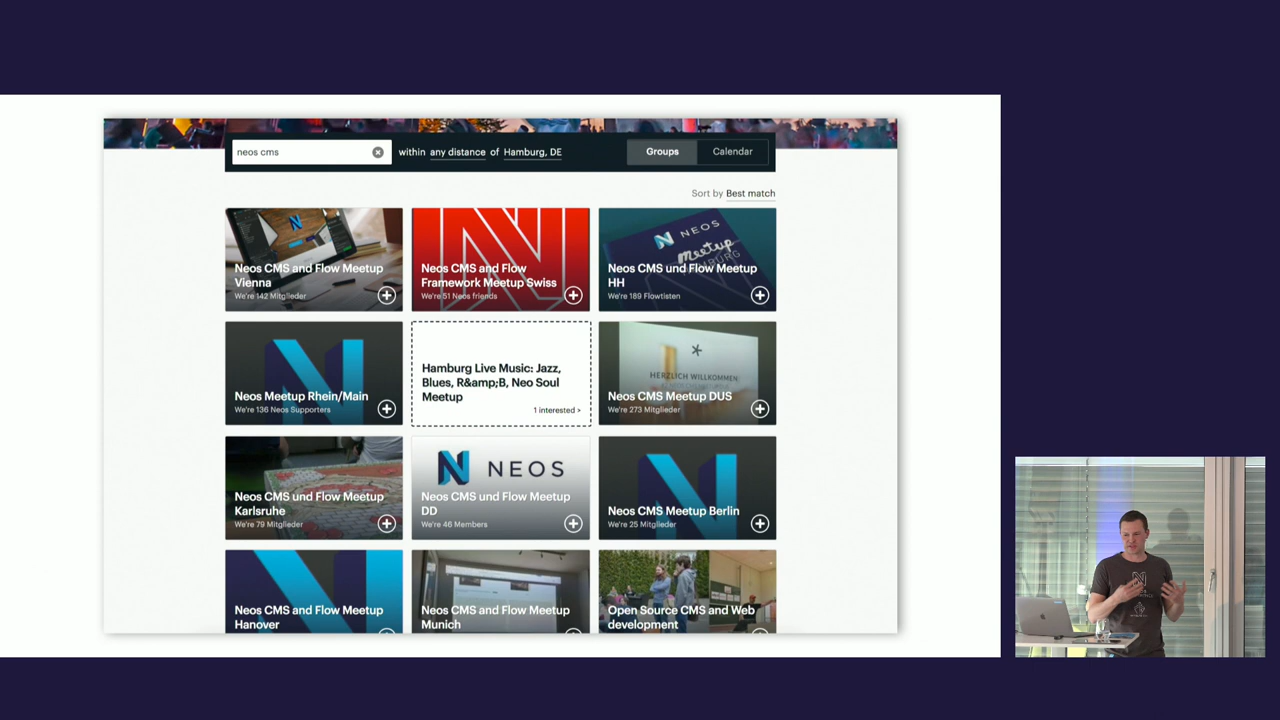 neos cms
within any distance of Hamburg, DE
Groups
Calendar
Sort by Best match
NEOS
meetup
Neos CMS and Flow Meetup
Vienna
We're 142 Mitglieder
Neos CMS and Flow
Framework Meetup Swiss
We're 51 Neos friends
Neos CMS und Flow Meetup
HH
We're 189 Flowtisten
Neos Meetup Rhein/Main
We're 136 Neos Supporters
Hamburg Live Music: Jazz,
Blues, R&amp;B, Neo Soul
Meetup
1 interested >
HERZLICH WILLKOMMEN
Neos CMS Meetup DUS
We're 273 Mitglieder
Neos CMS und Flow Meetup
Karlsruhe
We're 79 Mitglieder
NEOS
Neos CMS und Flow Meetup
DD
We're 46 Members
Neos CMS Meetup Berlin
We're 25 Mitglieder
Neos CMS and Flow Meetup
Hanover
Neos CMS and Flow Meetup
Munich
Open Source CMS and Web
development